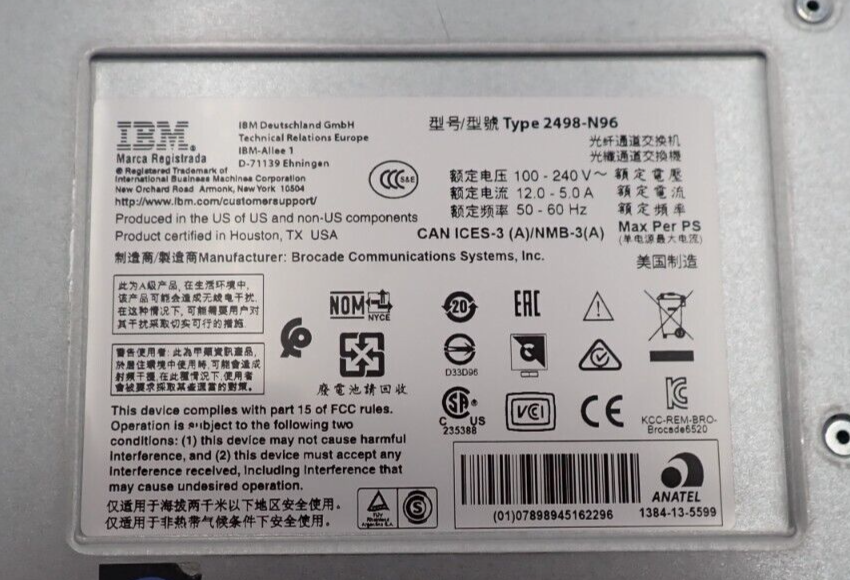 IBM®
Marca Registrada
® Registered Trademark of
International Business Machines Corporation
New Orchard Road Armonk, New York 10504
http://www.ibm.com/customersupport/
Produced in the US of US and non-US components
Product certified in Houston, TX USA
IBM Deutschland GmbH
Technical Relations Europe
IBM-Allee 1
D-71139 Ehningen
CCC S&E
型号/型號 Type 2498-N96
光纤通道交换机
光纖通道交換機
额定电压 100 - 240 V~ 額定電壓
额定电流 12.0 - 5.0 A 額定電流
额定频率 50 - 60 Hz 額定頻率
CAN ICES-3 (A)/NMB-3(A)
Max Per PS
(单电源最大电流)
制造商/製造商Manufacturer: Brocade Communications Systems, Inc.
美国制造
此为A级产品, 在生活环境中,
该产品可能会造成无线电干扰.
在这种情况下, 可能需要用户对
其干扰采取切实可行的措施.
警告使用者: 此為甲類資訊產品,
於居住環境中使用時, 可能會造成
射頻干擾, 在此種情況下, 使用者
會被要求採取某些適當的對策.
NOM
NYCE
20
EAC
廢電池請回收
D33D96
SA
C US
235388
VCI
CE
KCC-REM-BRO-
Brocade6520
This device complies with part 15 of FCC rules.
Operation is subject to the following two
conditions: (1) this device may not cause harmful
interference, and (2) this device must accept any
interference received, including interference that
may cause undesired operation.
仅适用于海拔两千米以下地区安全使用。
仅适用于非热带气候条件下安全使用。
TÜV
Rheinland
Argentina S.A.
S
(01)07898945162296
ANATEL
1384-13-5599